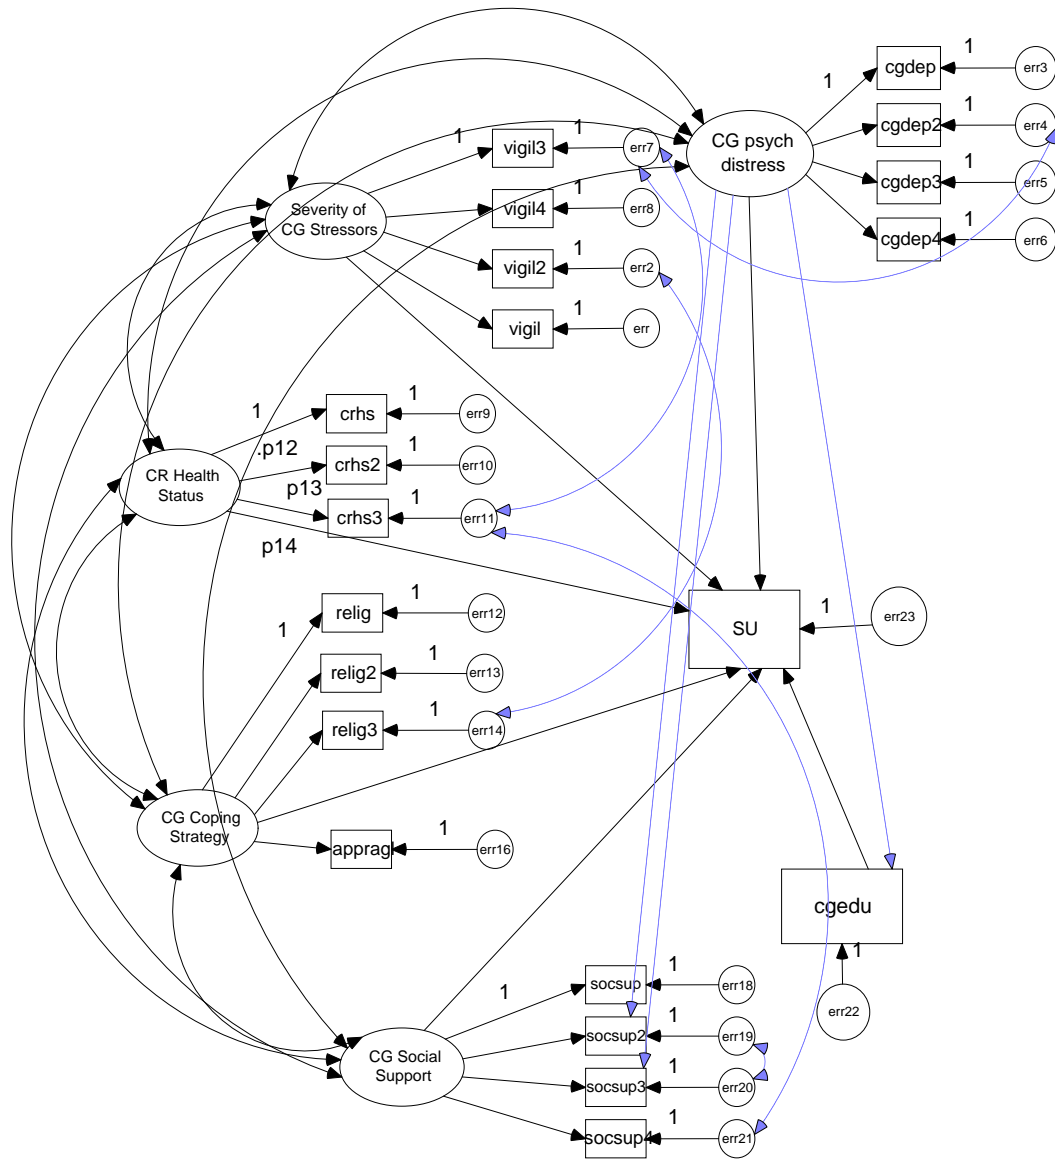 1
cgdep
1
err3
cgdep2
1
err4
cgdep3
1
err5
cgdep4
1
err6
CG psych
distress
1
vigil3
1
err7
Severity of
CG Stressors
vigil4
1
err8
vigil2
1
err2
vigil
1
err
1
crhs
1
err9
.p12
crhs2
1
err10
CR Health
Status
p13
crhs3
1
err11
p14
1
relig
1
err12
relig2
1
err13
relig3
1
err14
SU
1
err23
CG Coping
Strategy
apprag
1
err16
cgedu
1
err22
1
socsup
1
err18
socsup2
1
err19
CG Social
Support
socsup3
1
err20
socsup4
1
err21